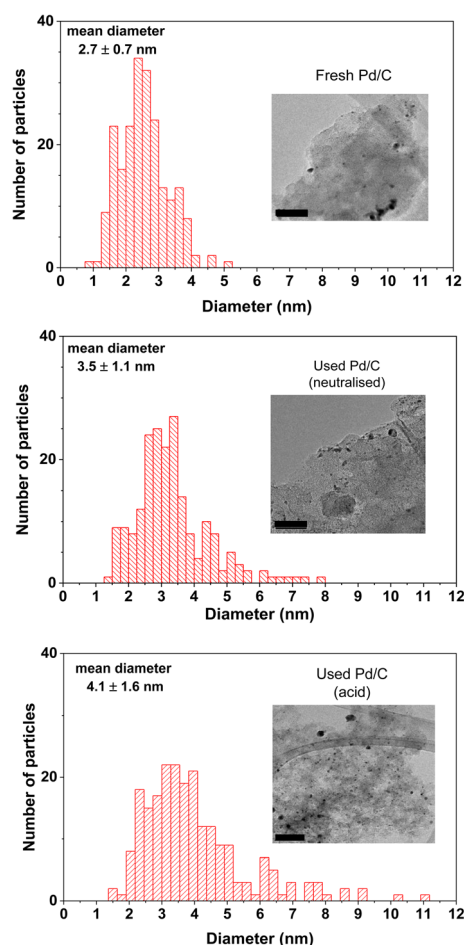 mean diameter
2.7 ± 0.7 nm
Fresh Pd/C
Number of particles
40
20
0
0 1 2 3 4 5 6 7 8 9 10 11 12
Diameter (nm)
mean diameter
3.5 ± 1.1 nm
Used Pd/C
(neutralised)
Number of particles
40
20
0
0 1 2 3 4 5 6 7 8 9 10 11 12
Diameter (nm)
mean diameter
4.1 ± 1.6 nm
Used Pd/C
(acid)
Number of particles
40
20
0
0 1 2 3 4 5 6 7 8 9 10 11 12
Diameter (nm)